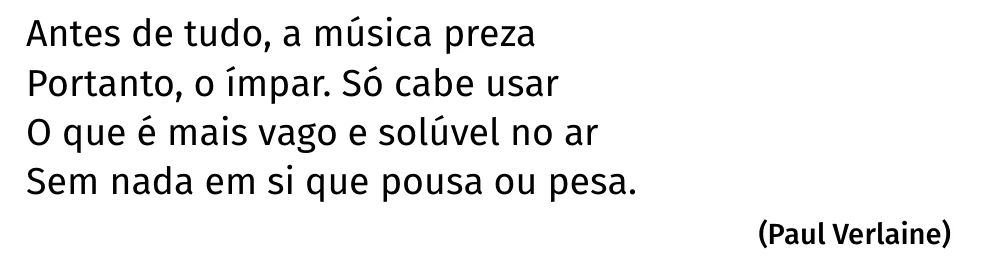 Antes de tudo, a música preza
Portanto, o ímpar. Só cabe usar
O que é mais vago e solúvel no ar
Sem nada em si que pousa ou pesa.
(Paul Verlaine)